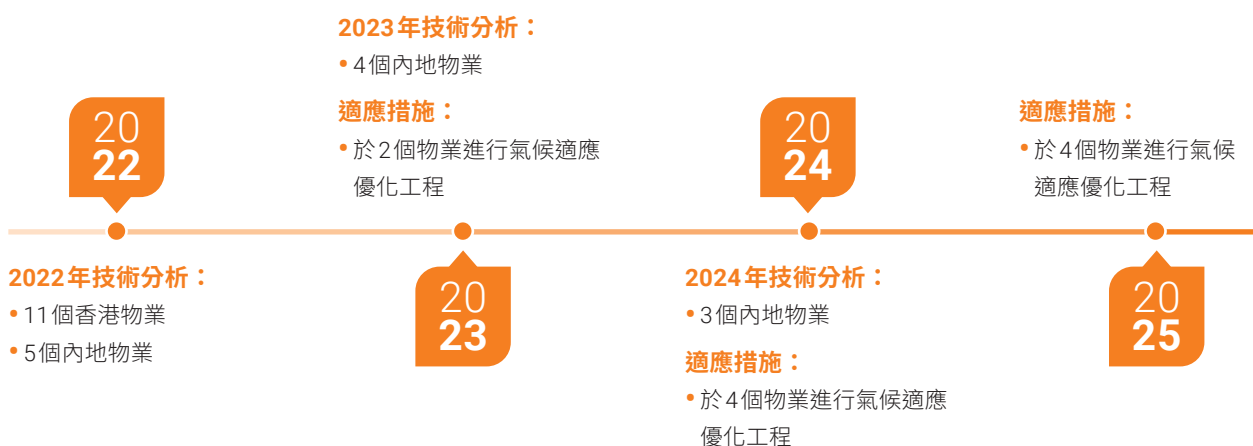 20
22
2022年技術分析：
•11個香港物業
•5個內地物業
2023年技術分析：
•4個內地物業
適應措施：
•於2個物業進行氣候適應
優化工程
20
23
20
24
2024年技術分析：
•3個內地物業
適應措施：
•於4個物業進行氣候適應
優化工程
適應措施：
•於4個物業進行氣候
適應優化工程
20
25